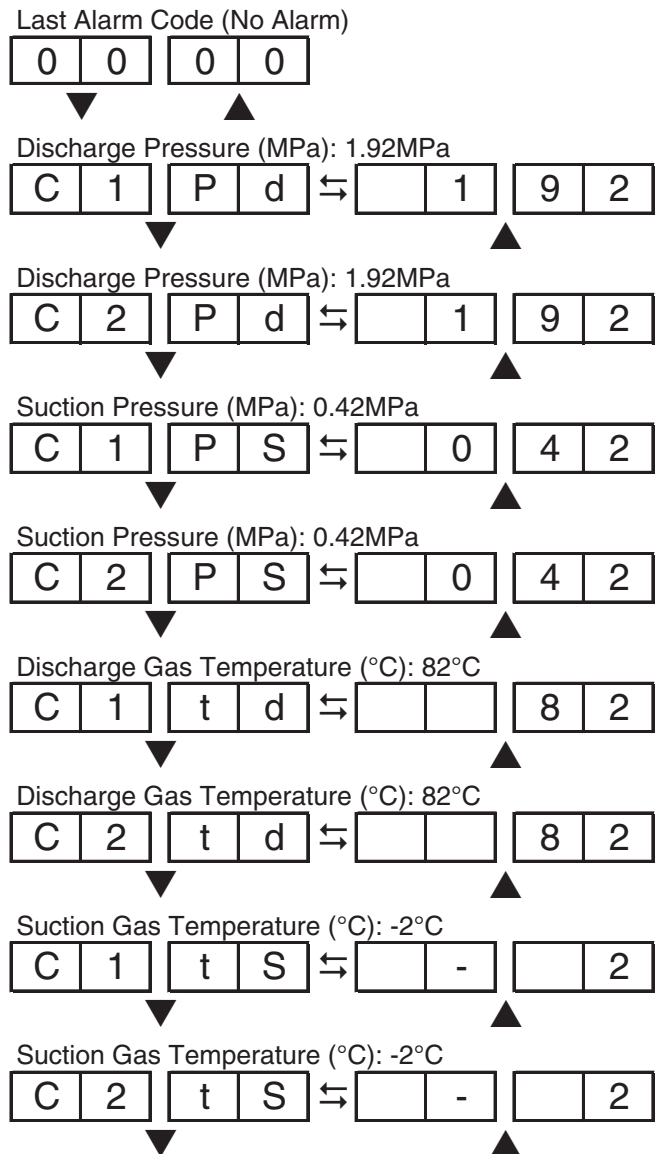 Last Alarm Code (No Alarm)
0 0 0 0
▼ ▲
Discharge Pressure (MPa): 1.92MPa
C 1 P d ⇆ 1 9 2
▼ ▲
Discharge Pressure (MPa): 1.92MPa
C 2 P d ⇆ 1 9 2
▼ ▲
Suction Pressure (MPa): 0.42MPa
C 1 P S ⇆ 0 4 2
▼ ▲
Suction Pressure (MPa): 0.42MPa
C 2 P S ⇆ 0 4 2
▼ ▲
Discharge Gas Temperature (°C): 82°C
C 1 t d ⇆ 8 2
▼ ▲
Discharge Gas Temperature (°C): 82°C
C 2 t d ⇆ 8 2
▼ ▲
Suction Gas Temperature (°C): -2°C
C 1 t S ⇆ - 2
▼ ▲
Suction Gas Temperature (°C): -2°C
C 2 t S ⇆ - 2
▼ ▲